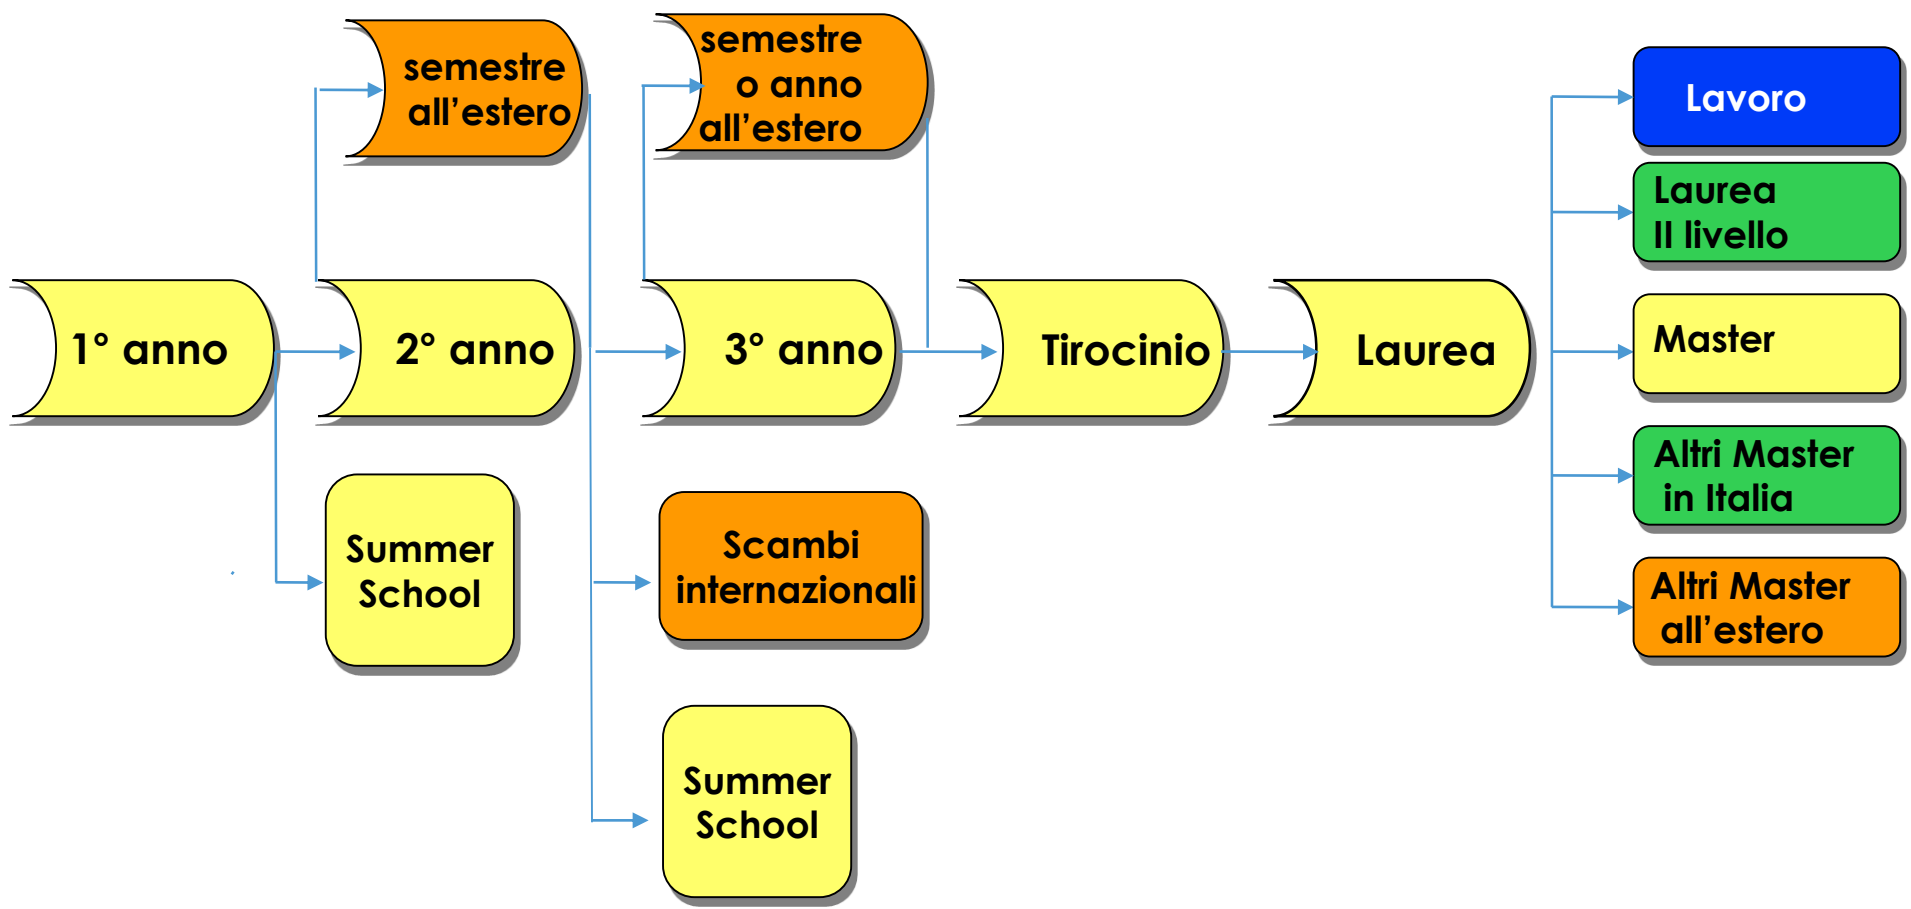 semestre
all’estero
semestre
o anno
all’estero
1° anno
2° anno
3° anno
Tirocinio
Laurea
Summer
School
Scambi
internazionali
Summer
School
Lavoro
Laurea
II livello
Master
Altri Master
in Italia
Altri Master
all’estero